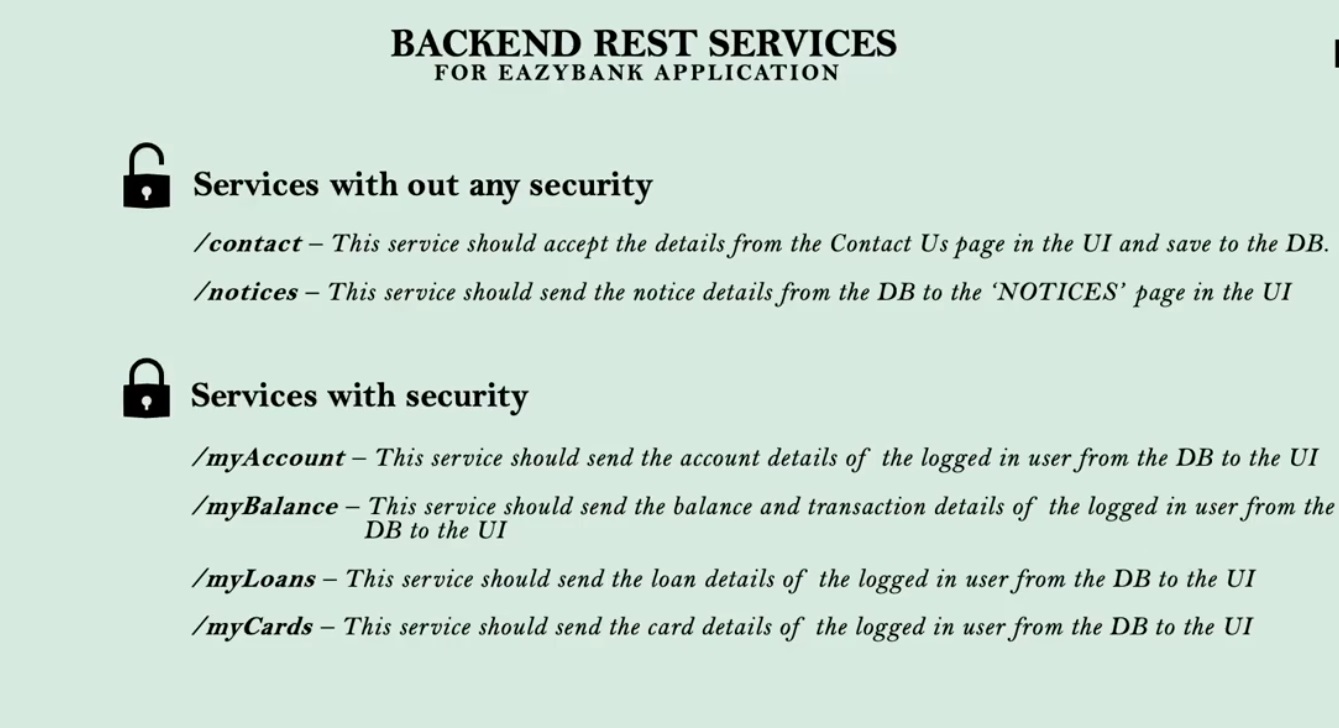 BACKEND REST SERVICES
FOR EAZYBANK APPLICATION
Services with out any security
/contact – This service should accept the details from the Contact Us page in the UI and save to the DB.
/notices – This service should send the notice details from the DB to the ‘NOTICES’ page in the UI
Services with security
/myAccount – This service should send the account details of the logged in user from the DB to the UI
/myBalance – This service should send the balance and transaction details of the logged in user from the
DB to the UI
/myLoans – This service should send the loan details of the logged in user from the DB to the UI
/myCards – This service should send the card details of the logged in user from the DB to the UI